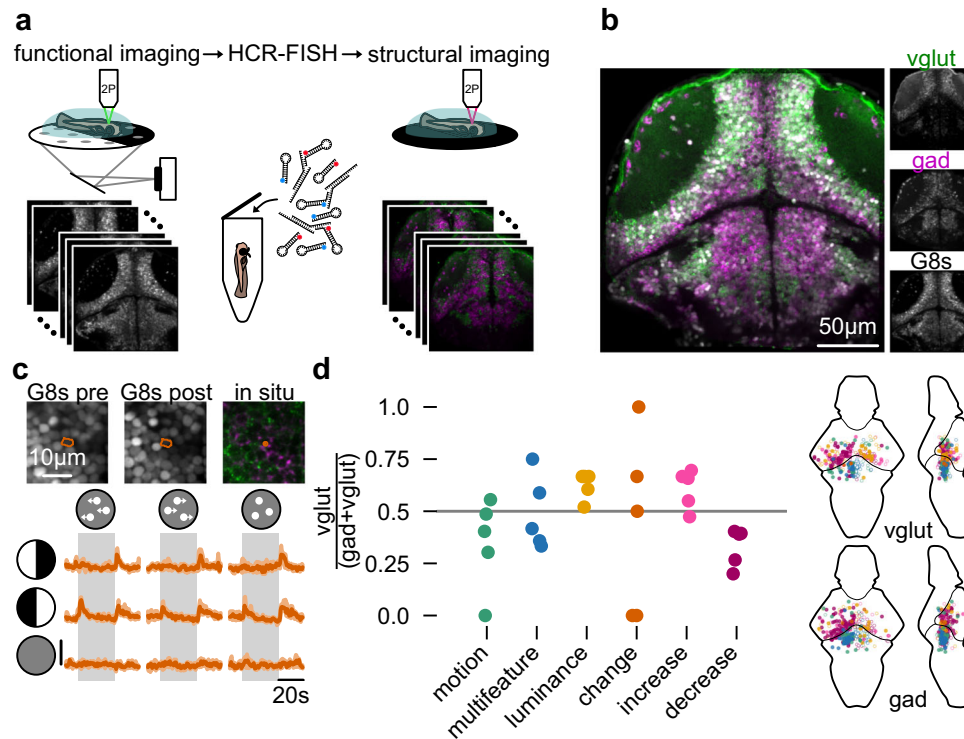 a
functional imaging → HCR-FISH → structural imaging
2P
2P
b
vglut
gad
G8s
50μm
c
G8s pre
G8s post
in situ
10μm
20s
d
vglut
(gad+vglut)
1.0
0.75
0.5
0.25
0.0
motion
multifeature
luminance
change
increase
decrease
vglut
gad